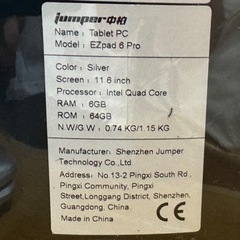 jumper中柏
Name: Tablet PC
Model: EZpad 6 Pro
Color: Silver
Screen: 11.6 inch
Processor: Intel Quad Core
RAM: 6GB
ROM: 64GB
N.W/G.W: 0.74 KG/1.15 KG
Manufacturer: Shenzhen Jumper
Technology Co.,Ltd.
Address: No.13-2 Pingxi South Rd.,
Pingxi Community, Pingxi
Street,Longgang District, Shenzhen,
Guangdong, China.
Made in China
CE